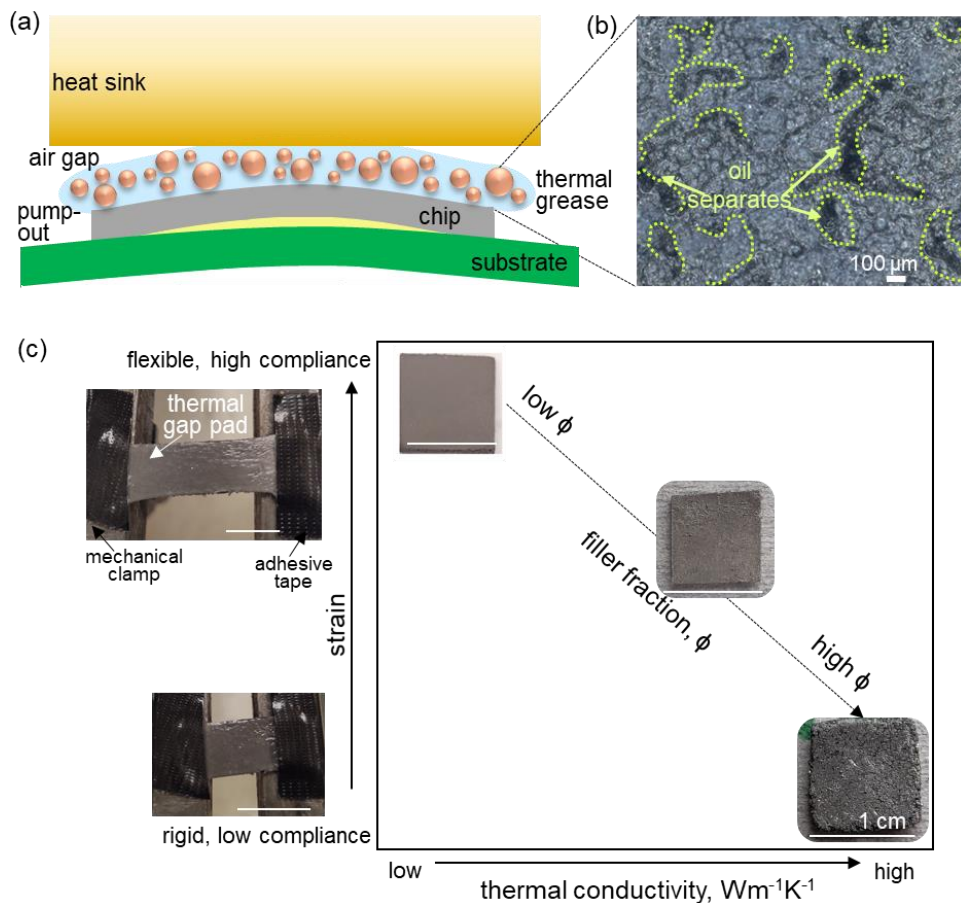 (a)
heat sink
air gap
thermal
grease
pump-
out
chip
substrate
(b)
oil
separates
100 µm
(c)
flexible, high compliance
thermal
gap pad
mechanical
clamp
adhesive
tape
strain
rigid, low compliance
low ϕ
filler fraction, ϕ
high ϕ
1 cm
low
high
thermal conductivity, Wm⁻¹K⁻¹